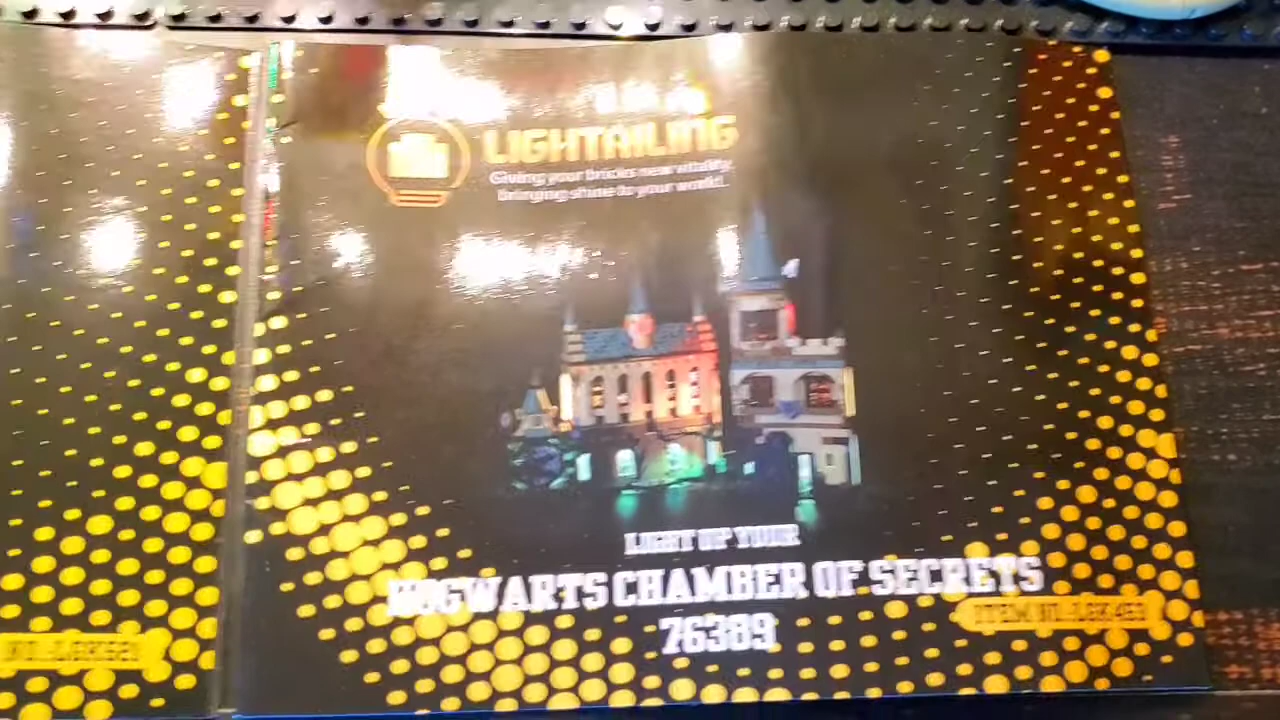 LIGHTAILING
Giving your bricks new vitality
Bringing shine to your world.
LIGHT UP YOUR
HOGWARTS CHAMBER OF SECRETS
76389
ITEM